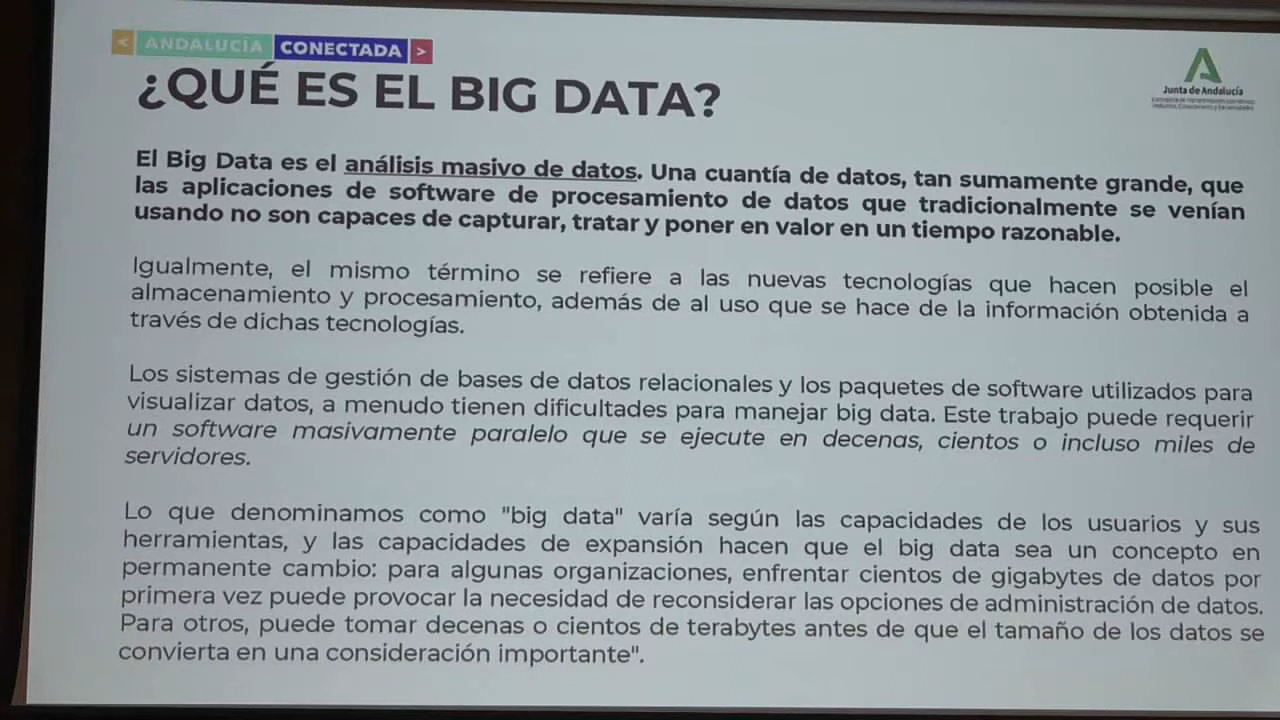 < ANDALUCÍA CONECTADA >
¿QUÉ ES EL BIG DATA?
Junta de Andalucía
El Big Data es el análisis masivo de datos. Una cuantía de datos, tan sumamente grande, que
las aplicaciones de software de procesamiento de datos que tradicionalmente se venían
usando no son capaces de capturar, tratar y poner en valor en un tiempo razonable.
Igualmente, el mismo término se refiere a las nuevas tecnologías que hacen posible el
almacenamiento y procesamiento, además de al uso que se hace de la información obtenida a
través de dichas tecnologías.
Los sistemas de gestión de bases de datos relacionales y los paquetes de software utilizados para
visualizar datos, a menudo tienen dificultades para manejar big data. Este trabajo puede requerir
un software masivamente paralelo que se ejecute en decenas, cientos o incluso miles de
servidores.
Lo que denominamos como "big data" varía según las capacidades de los usuarios y sus
herramientas, y las capacidades de expansión hacen que el big data sea un concepto en
permanente cambio: para algunas organizaciones, enfrentar cientos de gigabytes de datos por
primera vez puede provocar la necesidad de reconsiderar las opciones de administración de datos.
Para otros, puede tomar decenas o cientos de terabytes antes de que el tamaño de los datos se
convierta en una consideración importante".